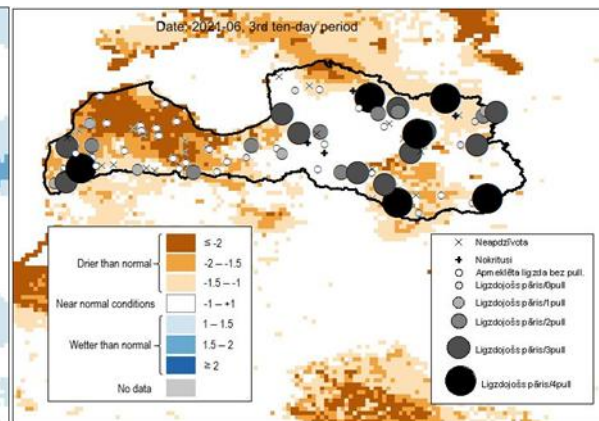 Date: 2021-06, 3rd ten-day period
≤ -2
Drier than normal
-2 – -1.5
-1.5 – -1
Near normal conditions
-1 – +1
1 – 1.5
Wetter than normal
1.5 – 2
≥ 2
No data
Neapdzīvota
Nokritusi
Apmeklēta ligzda bez pull.
Ligzdojošs pāris/0pull
Ligzdojošs pāris/1pull
Ligzdojošs pāris/2pull
Ligzdojošs pāris/3pull
Ligzdojošs pāris/4pull